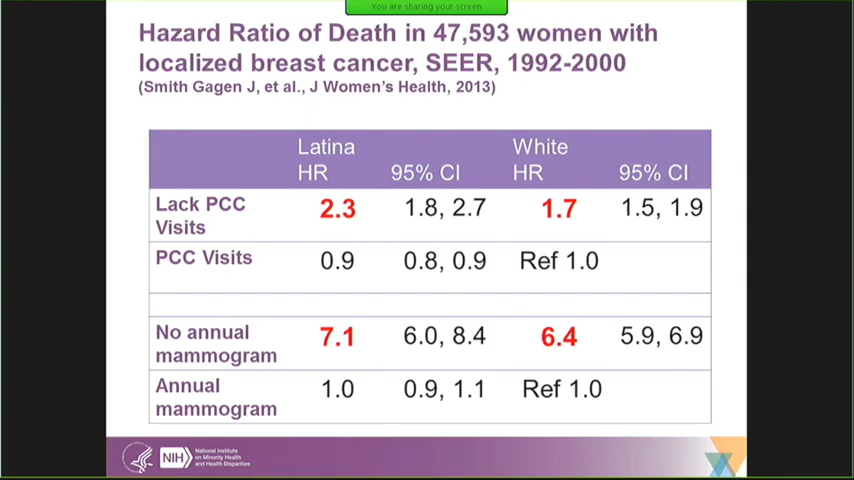 You are sharing your screen.
Hazard Ratio of Death in 47,593 women with
localized breast cancer, SEER, 1992-2000
(Smith Gagen J, et al., J Women's Health, 2013)
Latina HR 95% CI White HR 95% CI
Lack PCC Visits 2.3 1.8, 2.7 1.7 1.5, 1.9
PCC Visits 0.9 0.8, 0.9 Ref 1.0
No annual mammogram 7.1 6.0, 8.4 6.4 5.9, 6.9
Annual mammogram 1.0 0.9, 1.1 Ref 1.0
NIH
National Institute
on Minority Health
and Health Disparities